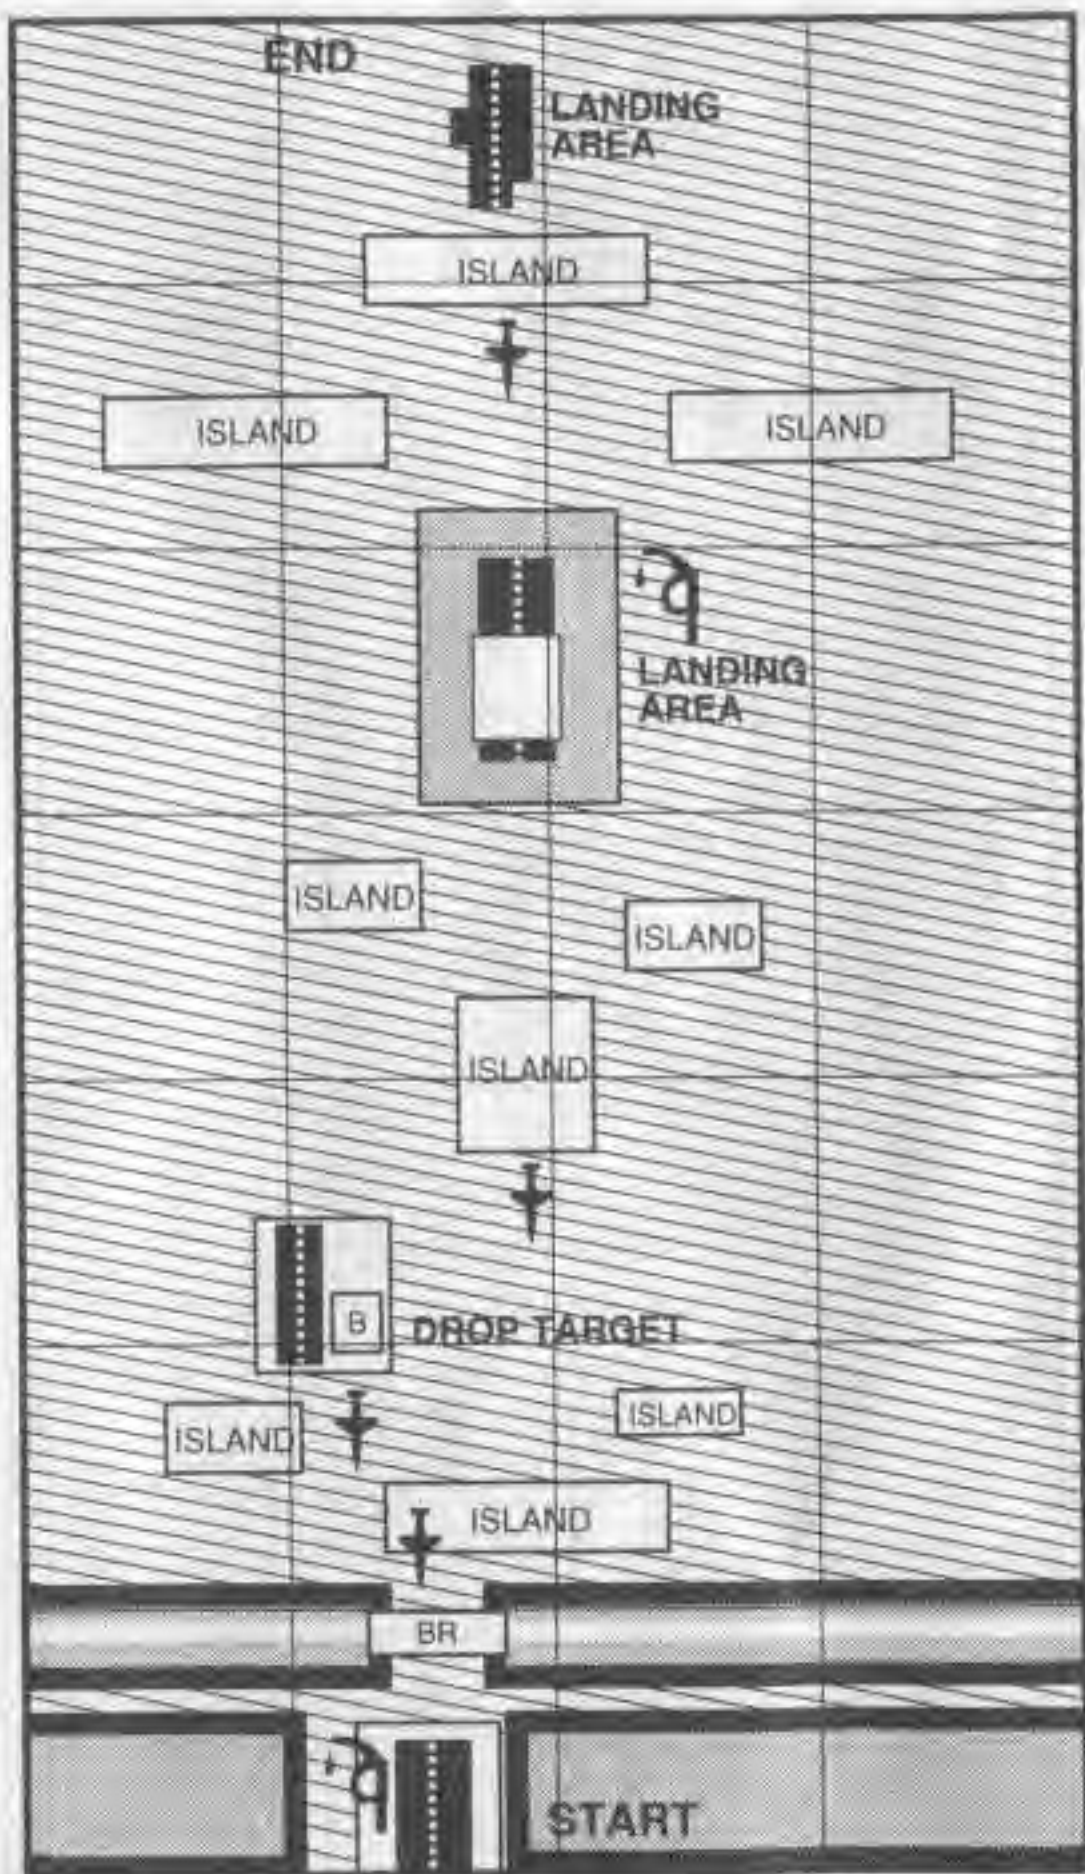 END
LANDING
AREA
ISLAND
ISLAND
ISLAND
LANDING
AREA
ISLAND
ISLAND
ISLAND
B
DROP TARGET
ISLAND
ISLAND
ISLAND
BR
START